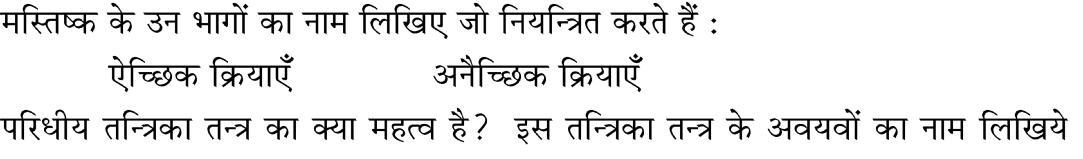 मस्तिष्क के उन भागों का नाम लिखिए जो नियन्त्रित करते हैं :
ऐच्छिक क्रियाएँ अनैच्छिक क्रियाएँ
परिधीय तन्त्रिका तन्त्र का क्या महत्व है? इस तन्त्रिका तन्त्र के अवयवों का नाम लिखिये